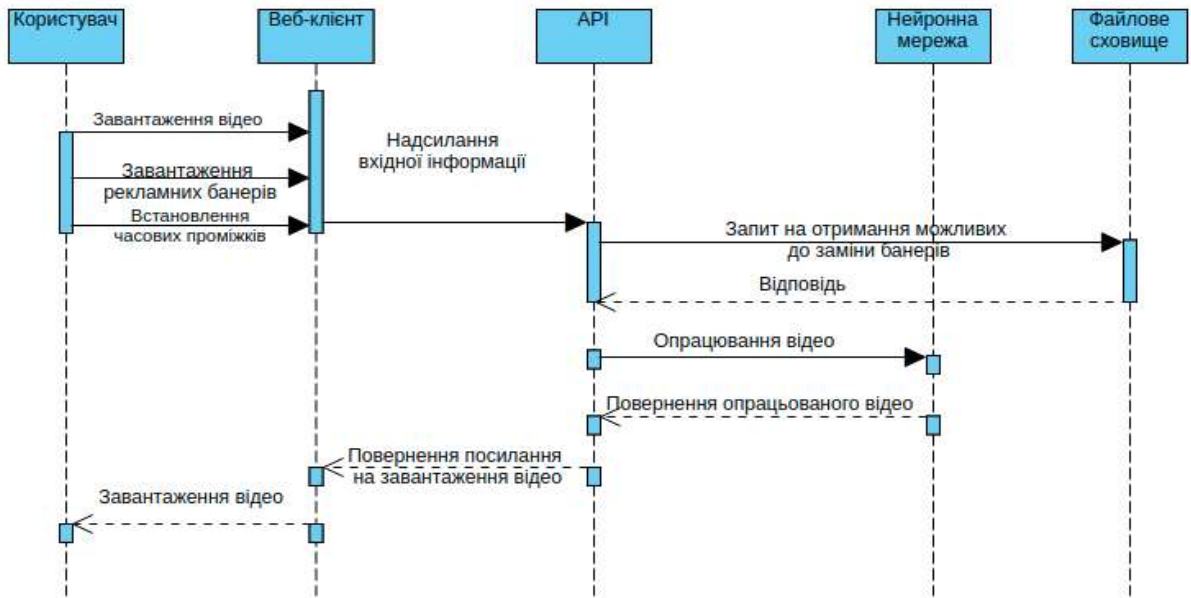 Користувач
Веб-клієнт
API
Нейронна
мережа
Файлове
сховище
Завантаження відео
Надсилання
вхідної інформації
Завантаження
рекламних банерів
Встановлення
часових проміжків
Запит на отримання можливих
до заміни банерів
Відповідь
Опрацювання відео
Повернення опрацьованого відео
Повернення посилання
на завантаження відео
Завантаження відео